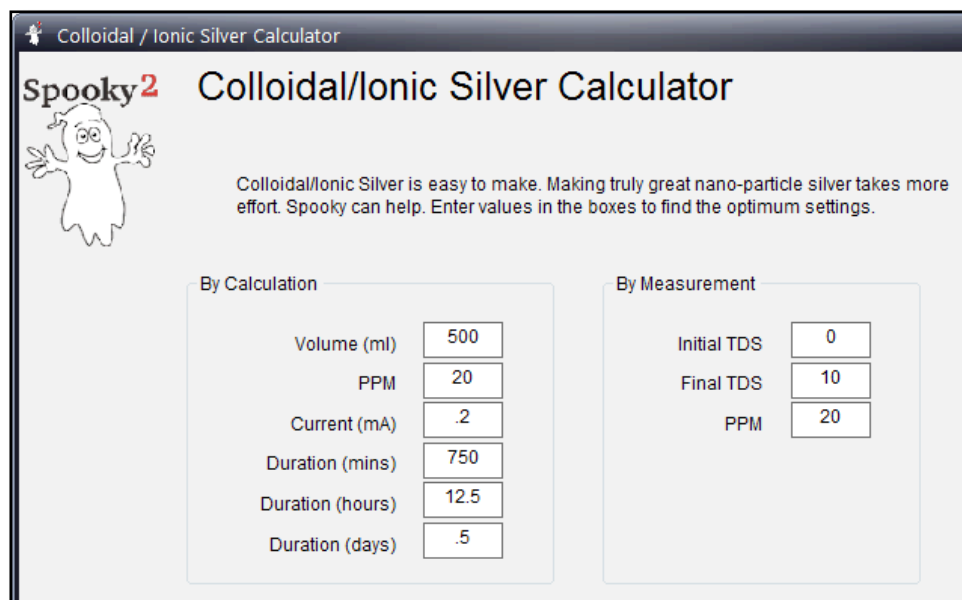 Colloidal / Ionic Silver Calculator
Spooky2
Colloidal/Ionic Silver Calculator
Colloidal/Ionic Silver is easy to make. Making truly great nano-particle silver takes more
effort. Spooky can help. Enter values in the boxes to find the optimum settings.
By Calculation
Volume (ml) 500
PPM 20
Current (mA) .2
Duration (mins) 750
Duration (hours) 12.5
Duration (days) .5
By Measurement
Initial TDS 0
Final TDS 10
PPM 20